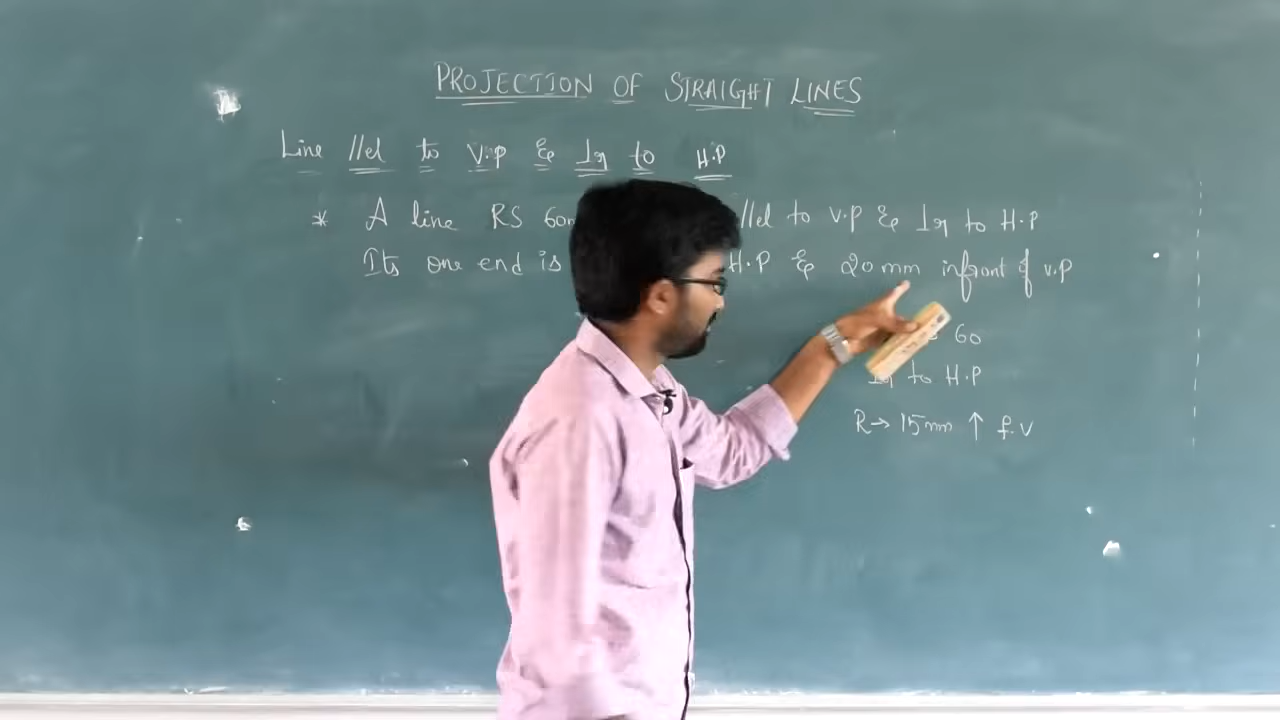 PROJECTION OF STRAIGHT LINES
Line //el to V.P & ⊥r to H.P
* A line RS 60m //el to V.P & ⊥r to H.P
Its one end is H.P & 20mm infront of V.P
60
⊥r to H.P
R→ 15mm ↑ f.V